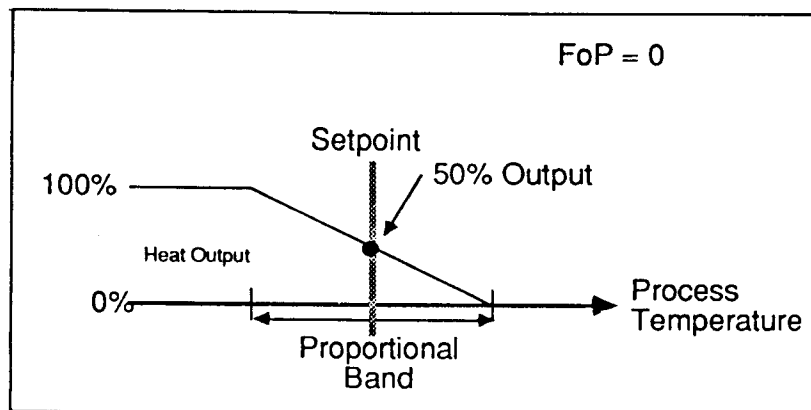 FoP = 0
Setpoint
50% Output
100%
Heat Output
0%
Process
Temperature
Proportional
Band